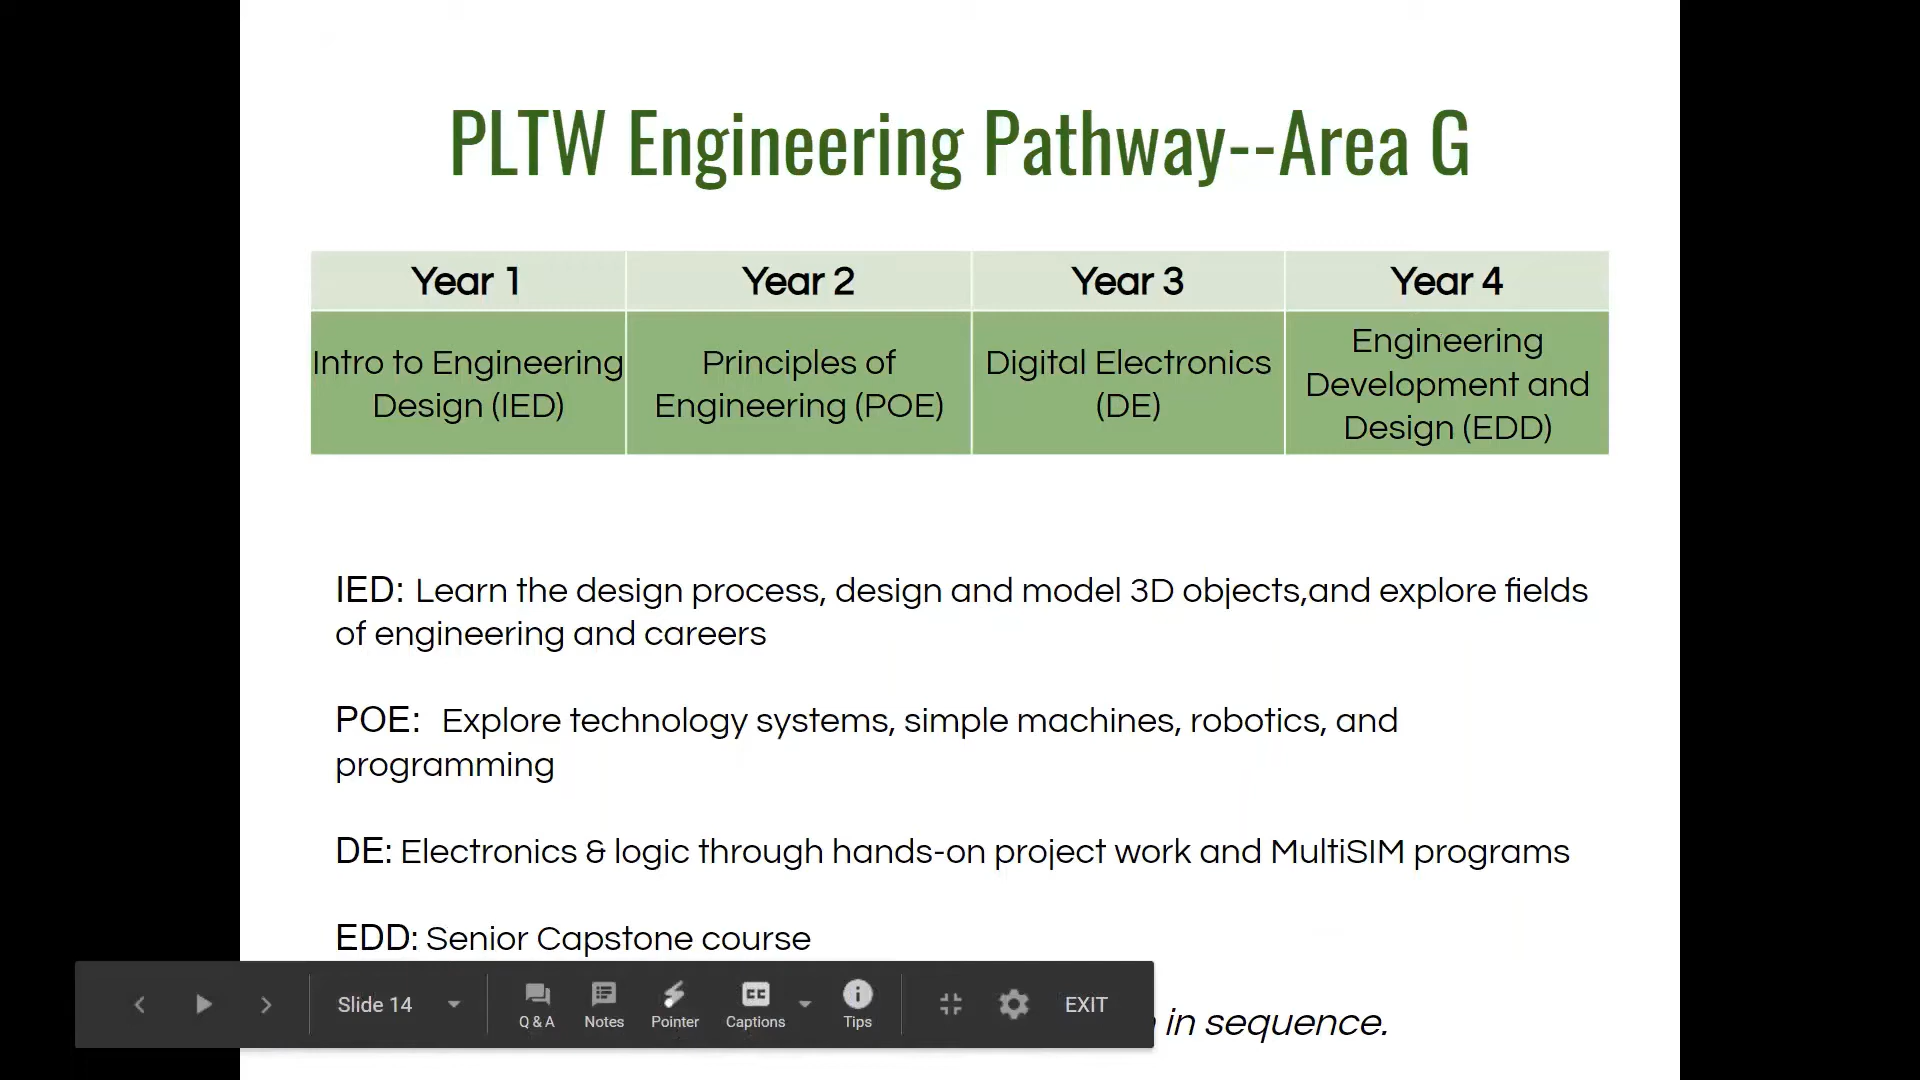 PLTW Engineering Pathway--Area G
Year 1
Year 2
Year 3
Year 4
Intro to Engineering
Design (IED)
Principles of
Engineering (POE)
Digital Electronics
(DE)
Engineering
Development and
Design (EDD)
IED: Learn the design process, design and model 3D objects,and explore fields
of engineering and careers
POE: Explore technology systems, simple machines, robotics, and
programming
DE: Electronics & logic through hands-on project work and MultiSIM programs
EDD: Senior Capstone course
in sequence.
Slide 14
Q & A
Notes
Pointer
CC
Captions
Tips
EXIT